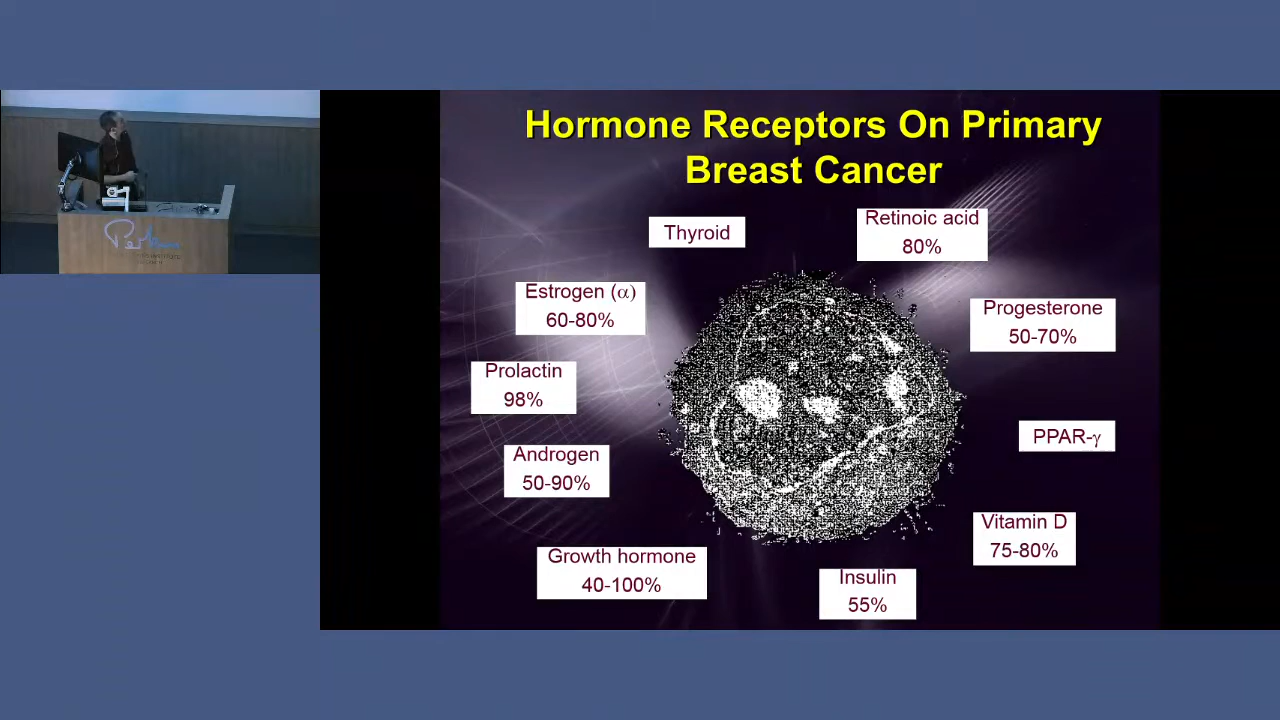 Hormone Receptors On Primary
Breast Cancer
Thyroid
Retinoic acid
80%
Estrogen (α)
60-80%
Progesterone
50-70%
Prolactin
98%
PPAR-γ
Androgen
50-90%
Vitamin D
75-80%
Growth hormone
40-100%
Insulin
55%